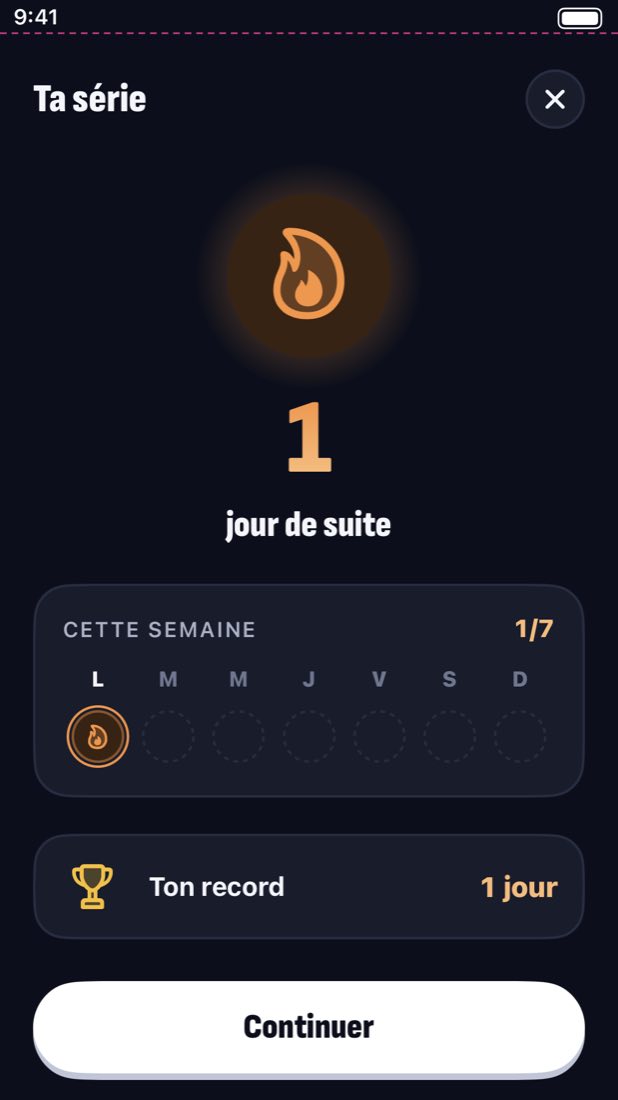 9:41
Ta série
1
jour de suite
CETTE SEMAINE 1/7
L M M J V S D
Ton record 1 jour
Continuer